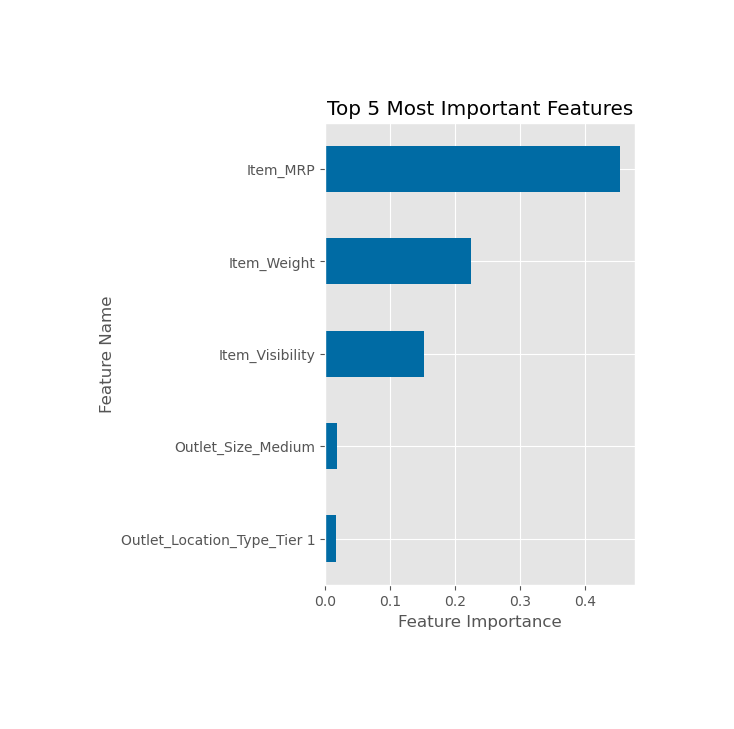 Top 5 Most Important Features
Feature Name
Item_MRP
Item_Weight
Item_Visibility
Outlet_Size_Medium
Outlet_Location_Type_Tier 1
0.0 0.1 0.2 0.3 0.4
Feature Importance